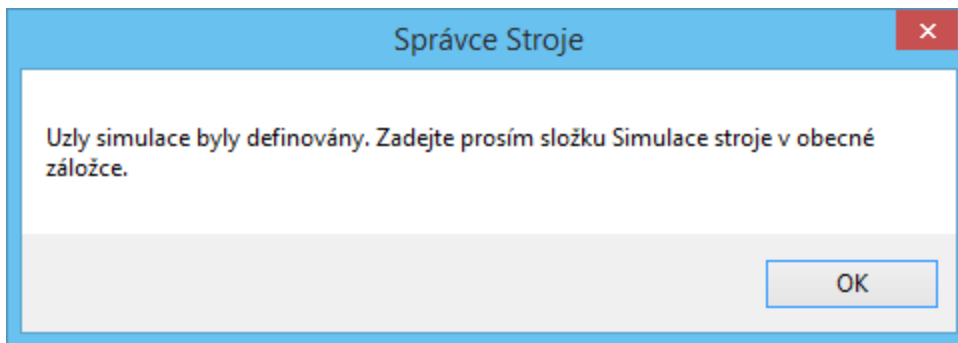 Správce Stroje
Uzly simulace byly definovány. Zadejte prosím složku Simulace stroje v obecné
záložce.
OK